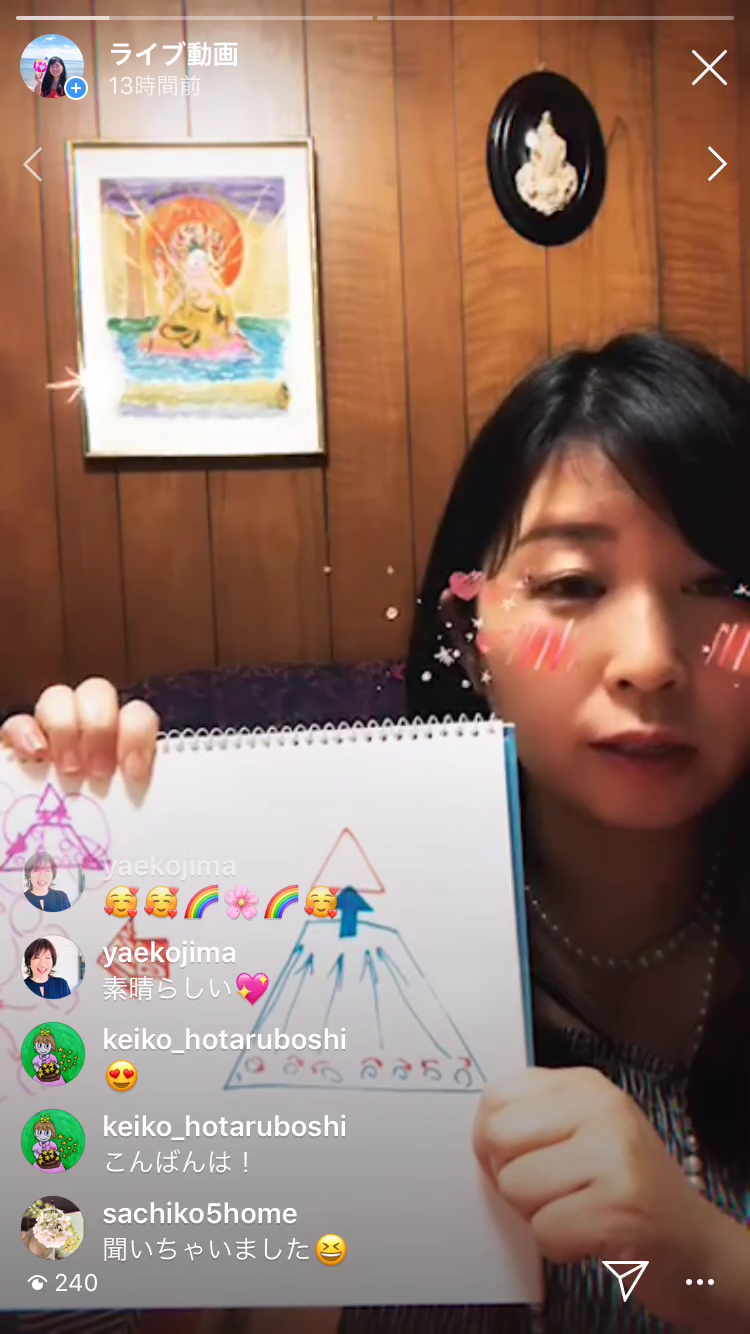 ライブ動画
13時間前
yaekojima
🥰🥰🌈🌸🌈🥰
yaekojima
素晴らしい💖
keiko_hotaruboshi
😍
keiko_hotaruboshi
こんばんは！
sachiko5home
聞いちゃいました😆
240